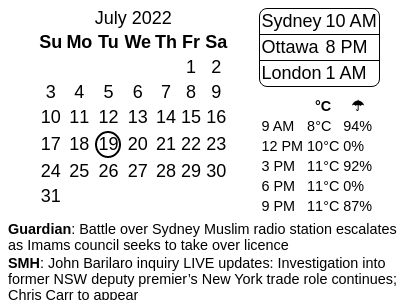 July 2022
Su Mo Tu We Th Fr Sa
1 2
3 4 5 6 7 8 9
10 11 12 13 14 15 16
17 18 19 20 21 22 23
24 25 26 27 28 29 30
31
Sydney 10 AM
Ottawa 8 PM
London 1 AM
°C ☂
9 AM 8°C 94%
12 PM 10°C 0%
3 PM 11°C 92%
6 PM 11°C 0%
9 PM 11°C 87%
Guardian: Battle over Sydney Muslim radio station escalates
as Imams council seeks to take over licence
SMH: John Barilaro inquiry LIVE updates: Investigation into
former NSW deputy premier’s New York trade role continues;
Chris Carr to appear